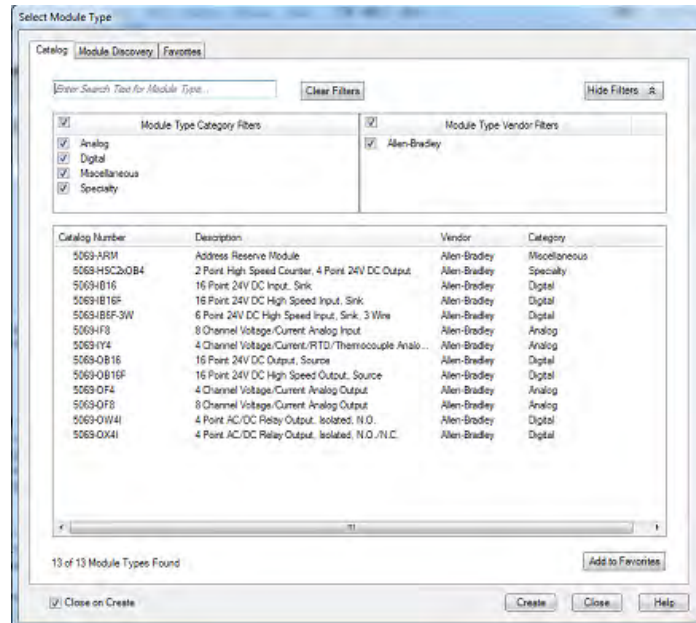 Select Module Type
Catalog Module Discovery Favorites
Enter Search Text for Module Type... Clear Filters Hide Filters
Module Type Category Filters Module Type Vendor Filters
Analog Allen-Bradley
Digital
Miscellaneous
Specialty
Catalog Number Description Vendor Category
5069-ARM Address Reserve Module Allen-Bradley Miscellaneous
5069-HSC2xOB4 2 Point High Speed Counter, 4 Point 24V DC Output Allen-Bradley Specialty
5069-IB16 16 Point 24V DC Input, Sink Allen-Bradley Digital
5069-IB16F 16 Point 24V DC High Speed Input, Sink Allen-Bradley Digital
5069-IB6F-3W 6 Point 24V DC High Speed Input, Sink, 3 Wire Allen-Bradley Digital
5069-IF8 8 Channel Voltage/Current Analog Input Allen-Bradley Analog
5069-IY4 4 Channel Voltage/Current/RTD/Thermocouple Analo... Allen-Bradley Analog
5069-OB16 16 Point 24V DC Output, Source Allen-Bradley Digital
5069-OB16F 16 Point 24V DC High Speed Output, Source Allen-Bradley Digital
5069-OF4 4 Channel Voltage/Current Analog Output Allen-Bradley Analog
5069-OF8 8 Channel Voltage/Current Analog Output Allen-Bradley Analog
5069-OW4I 4 Point AC/DC Relay Output, Isolated, N.O. Allen-Bradley Digital
5069-OX4I 4 Point AC/DC Relay Output, Isolated, N.O./N.C. Allen-Bradley Digital
13 of 13 Module Types Found Add to Favorites
Close on Create Create Close Help